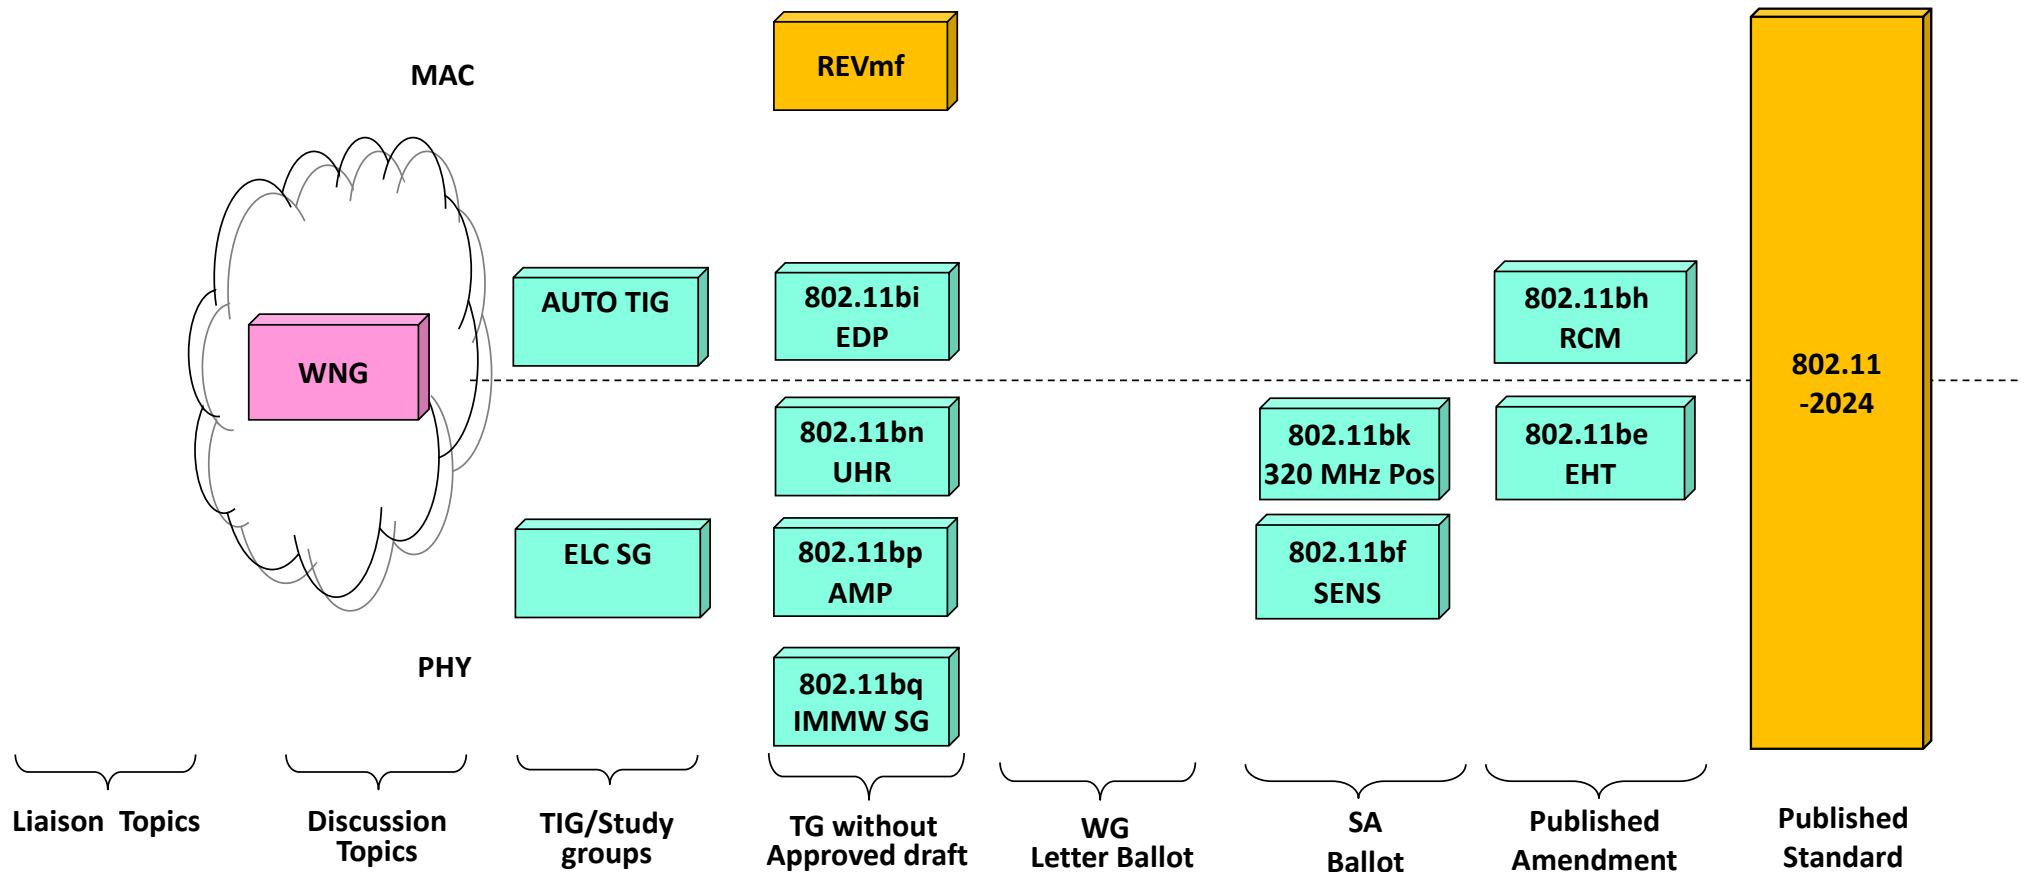 MAC
REVmf
AUTO TIG
802.11bi
EDP
802.11bh
RCM
WNG
802.11
-2024
802.11bn
UHR
802.11bk
320 MHz Pos
802.11be
EHT
ELC SG
802.11bp
AMP
802.11bf
SENS
PHY
802.11bq
IMMW SG
Liaison Topics
Discussion
Topics
TIG/Study
groups
TG without
Approved draft
WG
Letter Ballot
SA
Ballot
Published
Amendment
Published
Standard